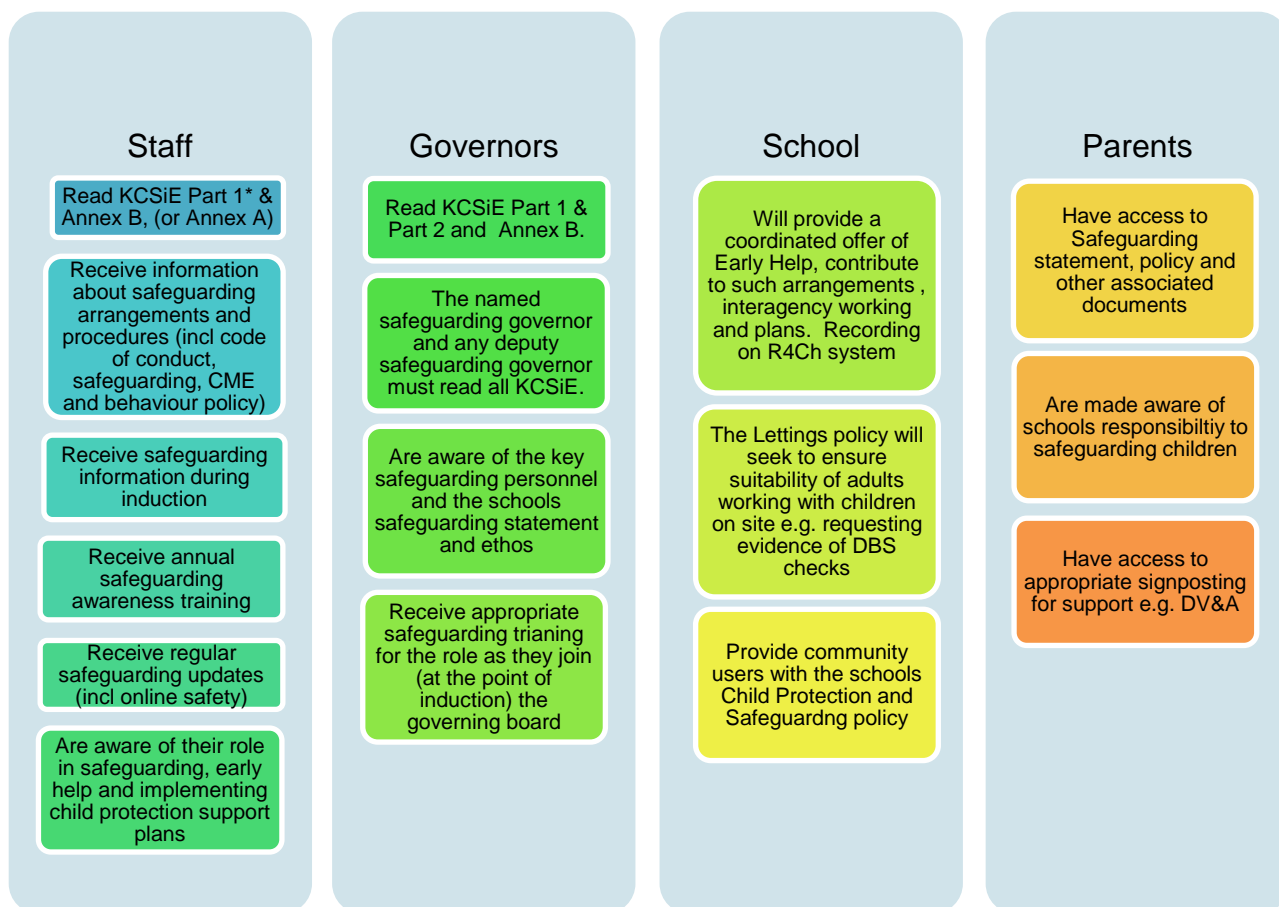 Staff
Read KCSiE Part 1* &
Annex B, (or Annex A)
Receive information
about safeguarding
arrangements and
procedures (incl code
of conduct,
safeguarding, CME
and behaviour policy)
Receive safeguarding
information during
induction
Receive annual
safeguarding
awareness training
Receive regular
safeguarding updates
(incl online safety)
Are aware of their role
in safeguarding, early
help and implementing
child protection support
plans
Governors
Read KCSiE Part 1 &
Part 2 and  Annex B.
The named
safeguarding governor
and any deputy
safeguarding governor
must read all KCSiE.
Are aware of the key
safeguarding personnel
and the schools
safeguarding statement
and ethos
Receive appropriate
safeguarding trianing
for the role as they join
(at the point of
induction) the
governing board
School
Will provide a
coordinated offer of
Early Help, contribute
to such arrangements ,
interagency working
and plans.  Recording
on R4Ch system
The Lettings policy will
seek to ensure
suitability of adults
working with children
on site e.g. requesting
evidence of DBS
checks
Provide community
users with the schools
Child Protection and
Safeguardng policy
Parents
Have access to
Safeguarding
statement, policy and
other associated
documents
Are made aware of
schools responsibiltiy to
safeguarding children
Have access to
appropriate signposting
for support e.g. DV&A